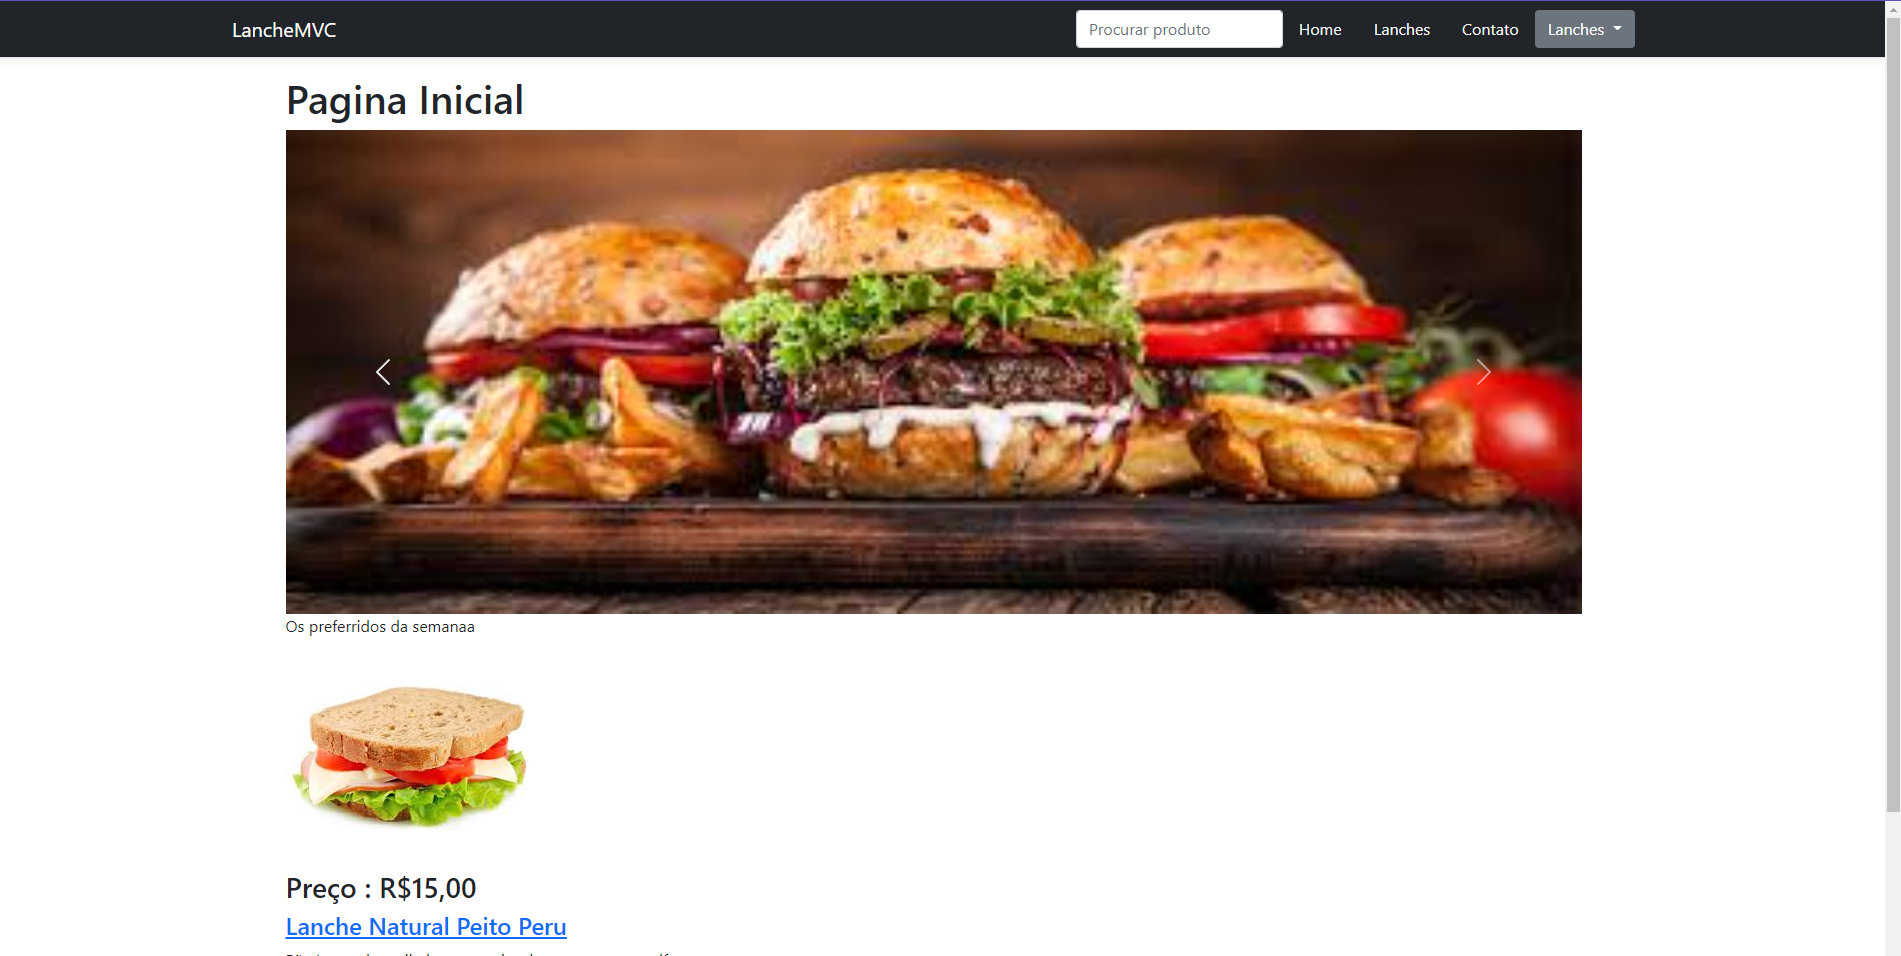 LancheMVC
Procurar produto
Home
Lanches
Contato
Lanches
Pagina Inicial
Os preferridos da semanaa
Preço : R$15,00
Lanche Natural Peito Peru